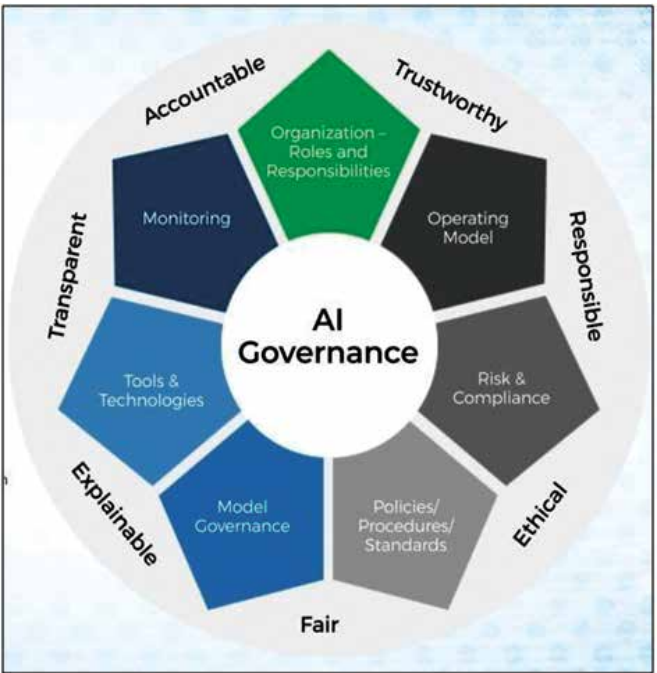 Accountable
Trustworthy
Organization –
Roles and
Responsibilities
Monitoring
Operating
Model
Transparent
Responsible
AI
Governance
Tools &
Technologies
Risk &
Compliance
Explainable
Model
Governance
Policies/
Procedures/
Standards
Ethical
Fair